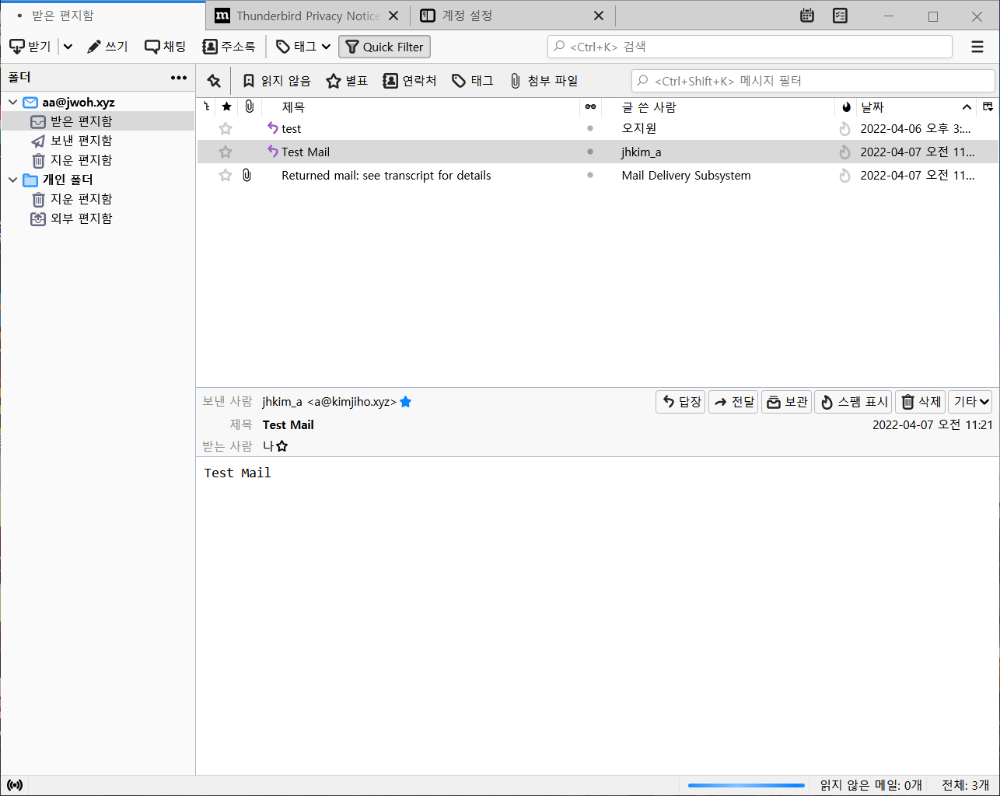 받은 편지함
Thunderbird Privacy Notice
계정 설정
받기 쓰기 채팅 주소록 태그 Quick Filter <Ctrl+K> 검색
폴더
읽지 않음 별표 연락처 태그 첨부 파일 <Ctrl+Shift+K> 메시지 필터
aa@jwoh.xyz
받은 편지함
보낸 편지함
지운 편지함
개인 폴더
지운 편지함
외부 편지함
제목 글 쓴 사람 날짜
test 오지원 2022-04-06 오후 3:...
Test Mail jhkim_a 2022-04-07 오전 11...
Returned mail: see transcript for details Mail Delivery Subsystem 2022-04-07 오전 11...
보낸 사람 jhkim_a <a@kimjiho.xyz> 답장 전달 보관 스팸 표시 삭제 기타
제목 Test Mail 2022-04-07 오전 11:21
받는 사람 나
Test Mail
읽지 않은 메일: 0개 전체: 3개